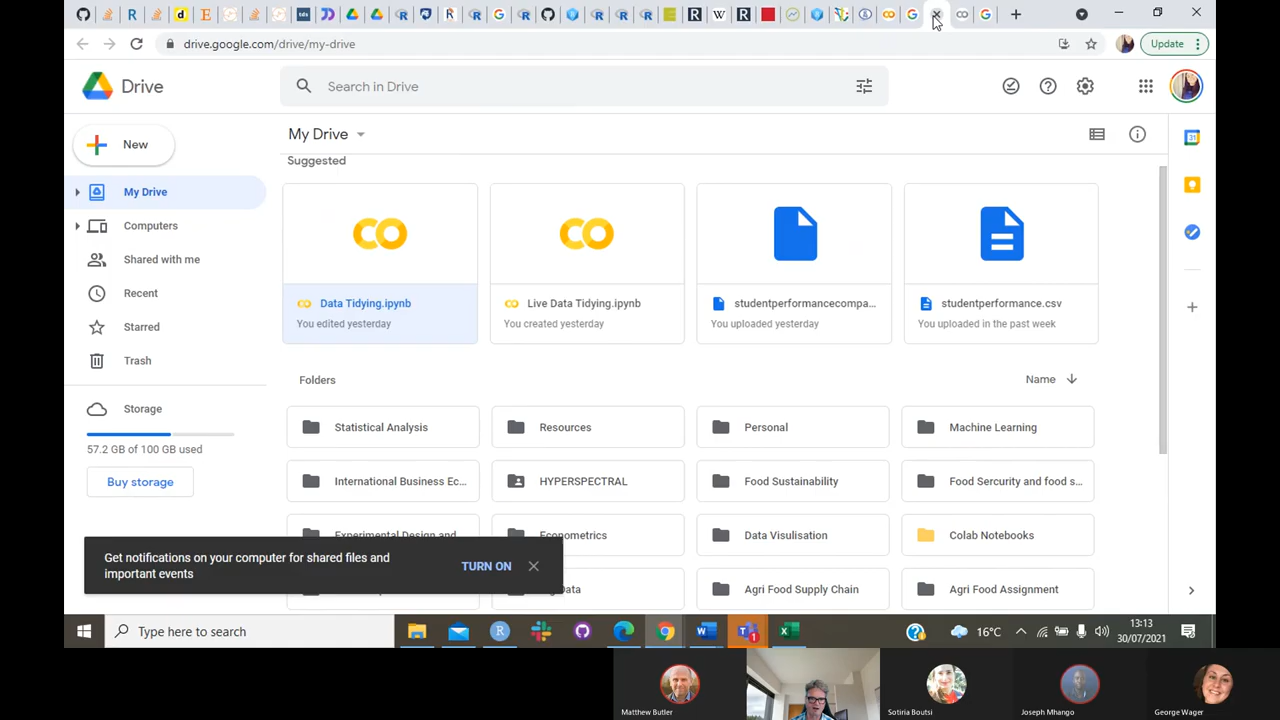 drive.google.com/drive/my-drive
Update
Drive
Search in Drive
New
My Drive
Suggested
My Drive
Computers
Shared with me
Recent
Starred
Trash
Storage
57.2 GB of 100 GB used
Buy storage
Data Tidying.ipynb
You edited yesterday
Live Data Tidying.ipynb
You created yesterday
studentperformancecompa...
You uploaded yesterday
studentperformance.csv
You uploaded in the past week
Folders
Name
Statistical Analysis
Resources
Personal
Machine Learning
International Business Ec...
HYPERSPECTRAL
Food Sustainability
Food Sercurity and food s...
Experimental Design and
Econometrics
Data Visulisation
Colab Notebooks
Data
Agri Food Supply Chain
Agri Food Assignment
Get notifications on your computer for shared files and
important events
TURN ON
Type here to search
16°C
13:13
30/07/2021
Matthew Butler
Sotiria Boutsi
Joseph Mhango
George Wager